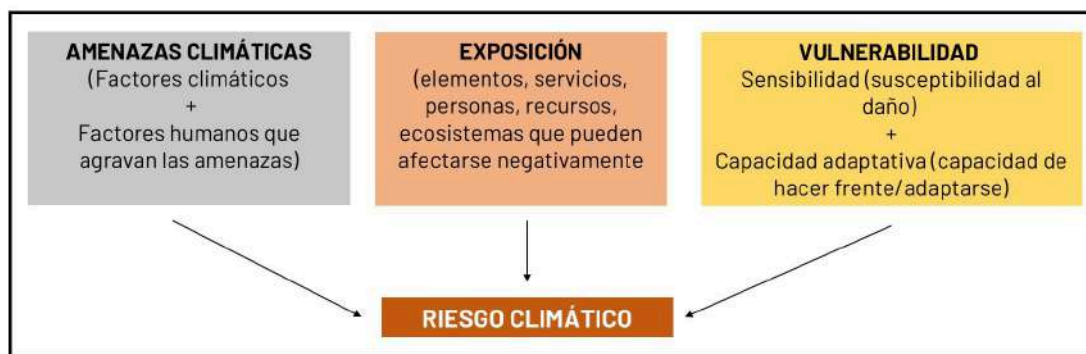 AMENAZAS CLIMÁTICAS
(Factores climáticos
+
Factores humanos que
agravan las amenazas)
EXPOSICIÓN
(elementos, servicios,
personas, recursos,
ecosistemas que pueden
afectarse negativamente
VULNERABILIDAD
Sensibilidad (susceptibilidad al
daño)
+
Capacidad adaptativa (capacidad de
hacer frente/adaptarse)
RIESGO CLIMÁTICO